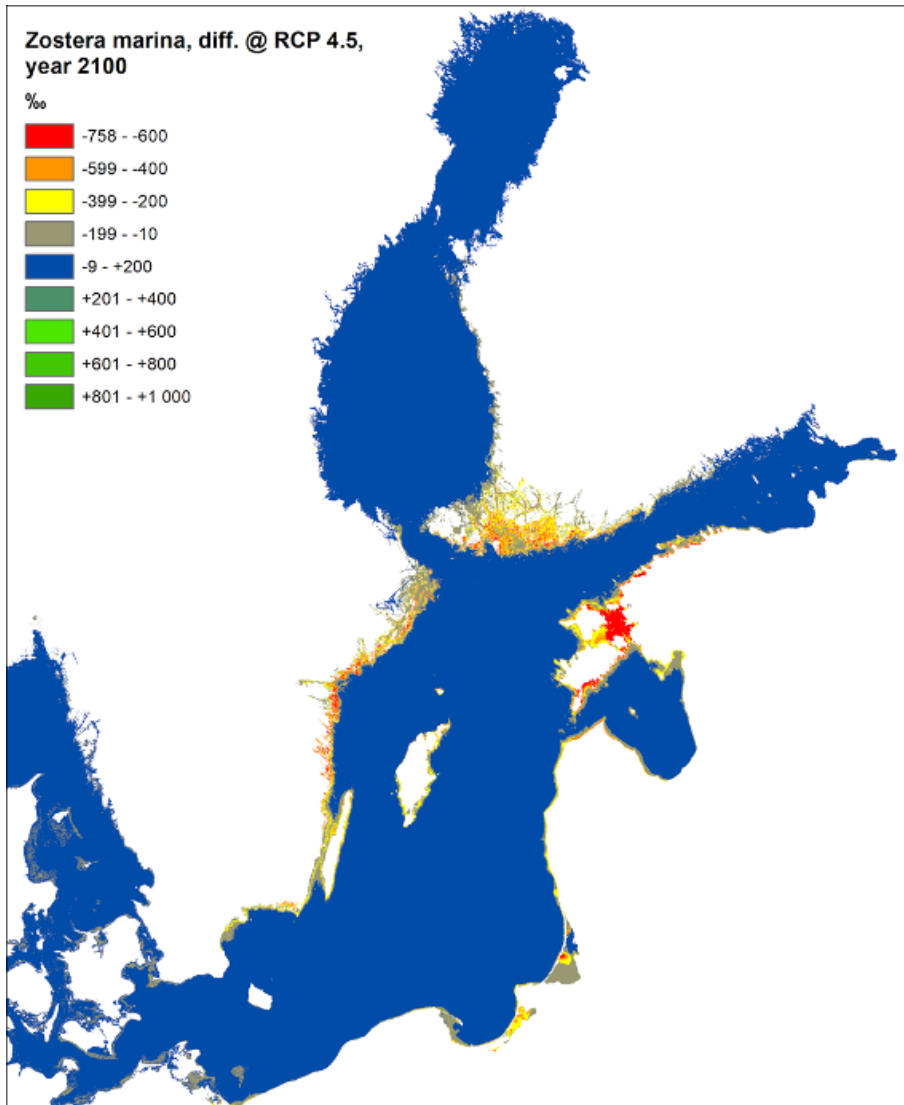 Zostera marina, diff. @ RCP 4.5,
year 2100
‰
-758 - -600
-599 - -400
-399 - -200
-199 - -10
-9 - +200
+201 - +400
+401 - +600
+601 - +800
+801 - +1 000